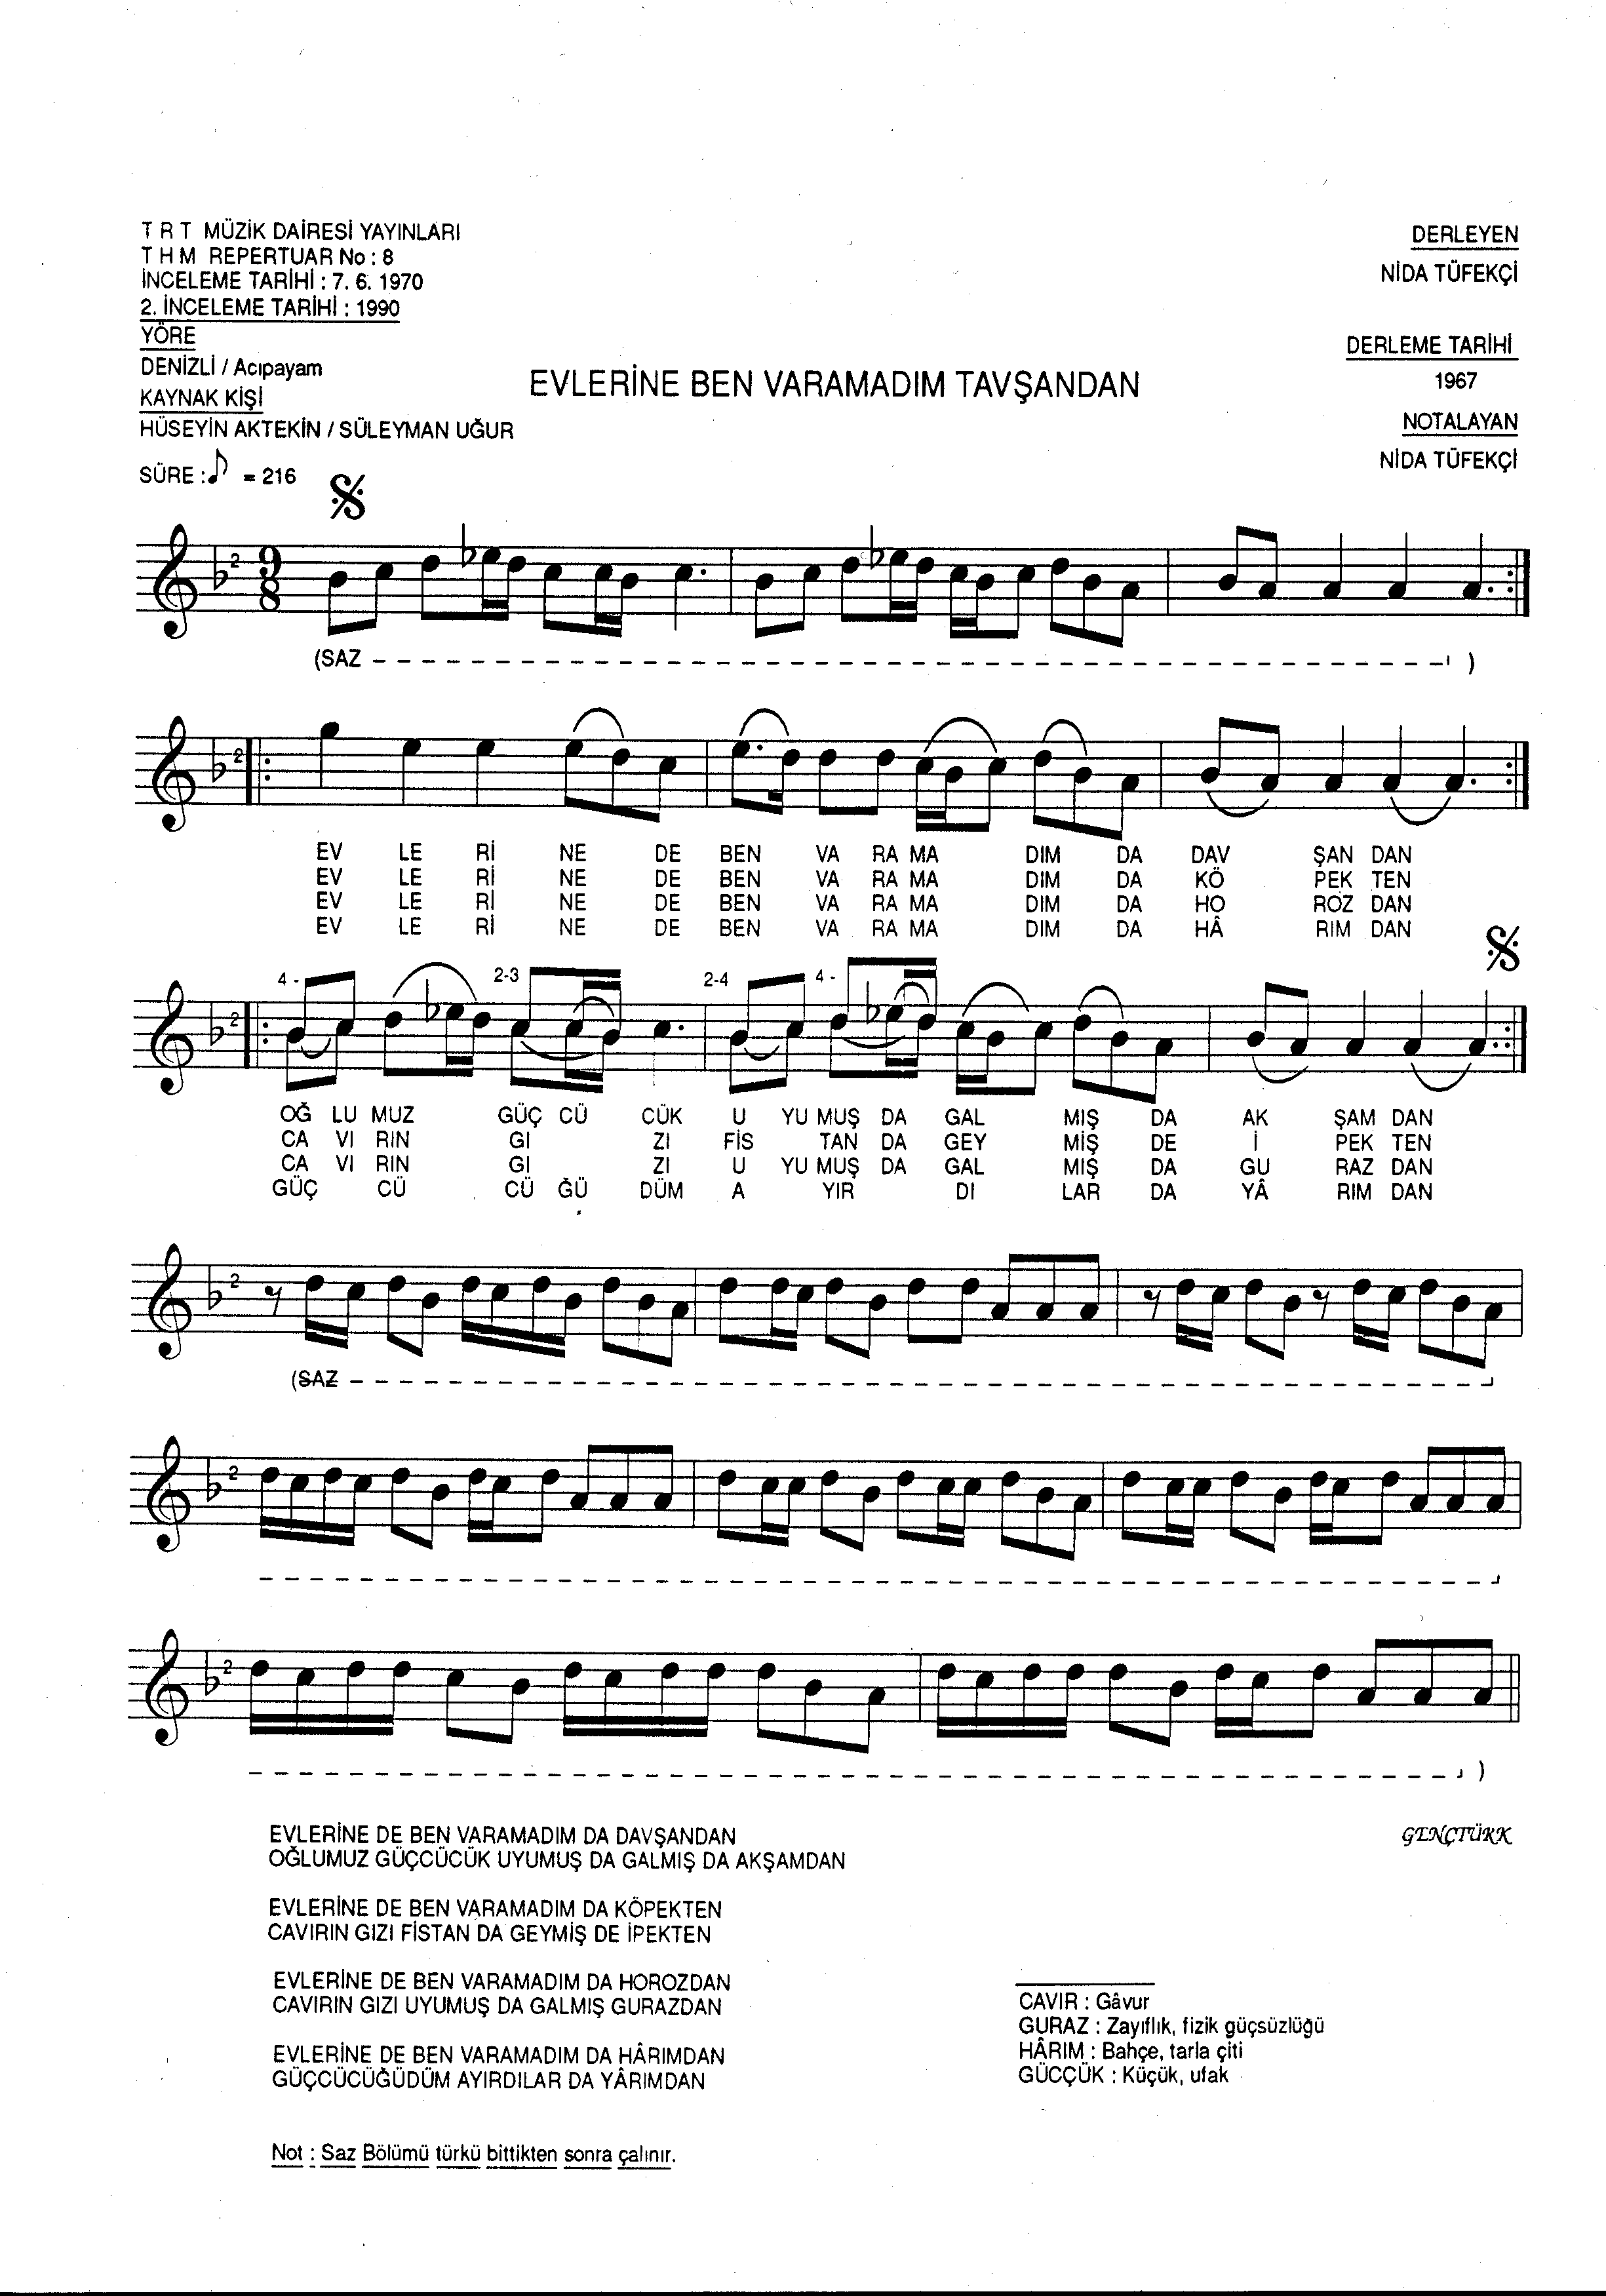 T R T MÜZİK DAİRESİ YAYINLARI
T H M REPERTUAR No : 8
İNCELEME TARİHİ : 7. 6. 1970
2. İNCELEME TARİHİ : 1990
YÖRE
DENİZLİ / Acıpayam
KAYNAK KİŞİ
HÜSEYİN AKTEKİN / SÜLEYMAN UĞUR
SÜRE : ♪ = 216
EVLERİNE BEN VARAMADIM TAVŞANDAN
DERLEYEN
NİDA TÜFEKÇİ
DERLEME TARİHİ
1967
NOTALAYAN
NİDA TÜFEKÇİ
2 9 8
(SAZ - - - )
2
EV LE Rİ NE DE BEN VA RA MA DIM DA DAV ŞAN DAN
EV LE Rİ NE DE BEN VA RA MA DIM DA KÖ PEK TEN
EV LE Rİ NE DE BEN VA RA MA DIM DA HO ROZ DAN
EV LE Rİ NE DE BEN VA RA MA DIM DA HÂ RIM DAN
4 - 2-3 2-4 4 -
2
OĞ LU MUZ GÜÇ CÜ CÜK U YU MUŞ DA GAL MIŞ DA AK ŞAM DAN
CA VI RIN GI ZI FİS TAN DA GEY MİŞ DE İ PEK TEN
CA VI RIN GI ZI U YU MUŞ DA GAL MIŞ DA GU RAZ DAN
GÜÇ CÜ CÜ ĞÜ DÜM A YIR DI LAR DA YÂ RIM DAN
2
(SAZ - - -
2
2
- - - )
EVLERİNE DE BEN VARAMADIM DA DAVŞANDAN
OĞLUMUZ GÜÇCÜCÜK UYUMUŞ DA GALMIŞ DA AKŞAMDAN
EVLERİNE DE BEN VARAMADIM DA KÖPEKTEN
CAVIRIN GIZI FİSTAN DA GEYMİŞ DE İPEKTEN
EVLERİNE DE BEN VARAMADIM DA HOROZDAN
CAVIRIN GIZI UYUMUŞ DA GALMIŞ GURAZDAN
EVLERİNE DE BEN VARAMADIM DA HÂRIMDAN
GÜÇCÜCÜĞÜDÜM AYIRDILAR DA YÂRIMDAN
Not : Saz Bölümü türkü bittikten sonra çalınır.
GENÇTÜRK
CAVIR : Gâvur
GURAZ : Zayıflık, fizik güçsüzlüğü
HÂRIM : Bahçe, tarla çiti
GÜCÇÜK : Küçük, ufak